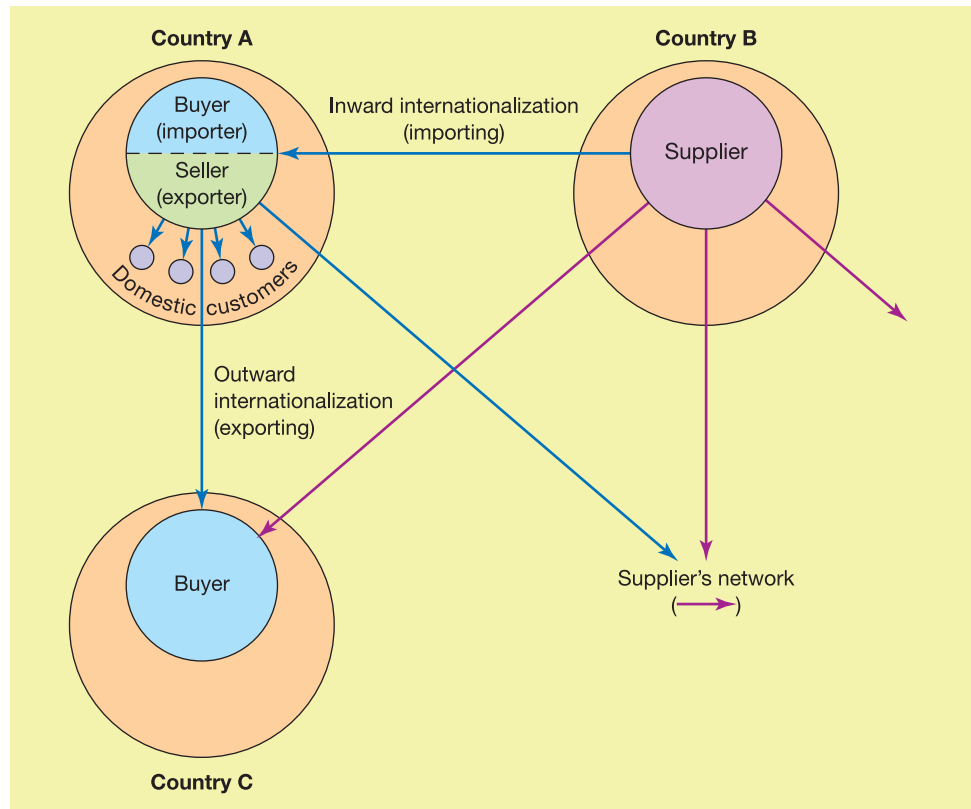 Country A
Country B
Buyer
(importer)
Seller
(exporter)
Inward internationalization
(importing)
Supplier
Domestic customers
Outward
internationalization
(exporting)
Buyer
Supplier’s network
( )
Country C